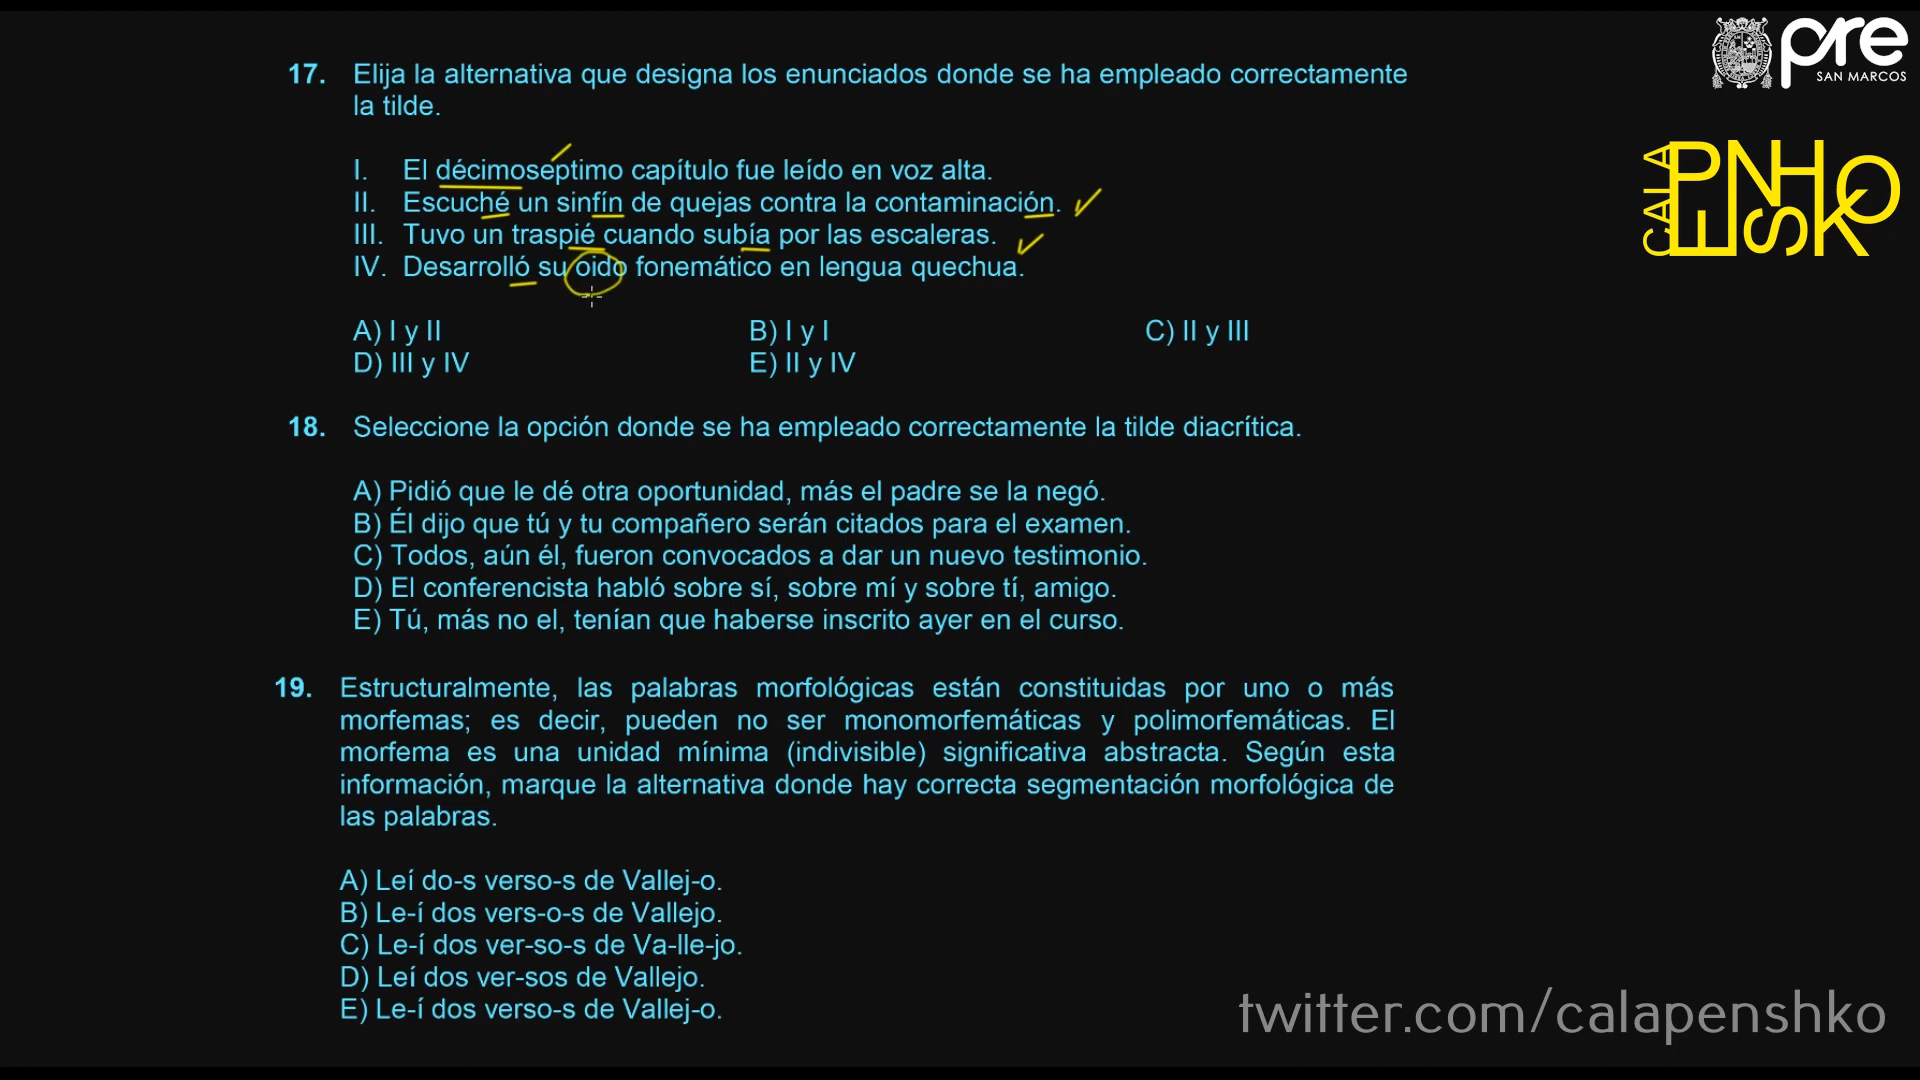 pre
SAN MARCOS
CALA
PENSHKO
17. Elija la alternativa que designa los enunciados donde se ha empleado correctamente
la tilde.
I. El décimoseptimo capítulo fue leído en voz alta.
II. Escuché un sinfín de quejas contra la contaminación.
III. Tuvo un traspié cuando subía por las escaleras.
IV. Desarrolló su oido fonemático en lengua quechua.
A) I y II B) I y I C) II y III
D) III y IV E) II y IV
18. Seleccione la opción donde se ha empleado correctamente la tilde diacrítica.
A) Pidió que le dé otra oportunidad, más el padre se la negó.
B) Él dijo que tú y tu compañero serán citados para el examen.
C) Todos, aún él, fueron convocados a dar un nuevo testimonio.
D) El conferencista habló sobre sí, sobre mí y sobre tí, amigo.
E) Tú, más no el, tenían que haberse inscrito ayer en el curso.
19. Estructuralmente, las palabras morfológicas están constituidas por uno o más
morfemas; es decir, pueden no ser monomorfemáticas y polimorfemáticas. El
morfema es una unidad mínima (indivisible) significativa abstracta. Según esta
información, marque la alternativa donde hay correcta segmentación morfológica de
las palabras.
A) Leí do-s verso-s de Vallej-o.
B) Le-í dos vers-o-s de Vallejo.
C) Le-í dos ver-so-s de Va-lle-jo.
D) Leí dos ver-sos de Vallejo.
E) Le-í dos verso-s de Vallej-o.
twitter.com/calapenshko